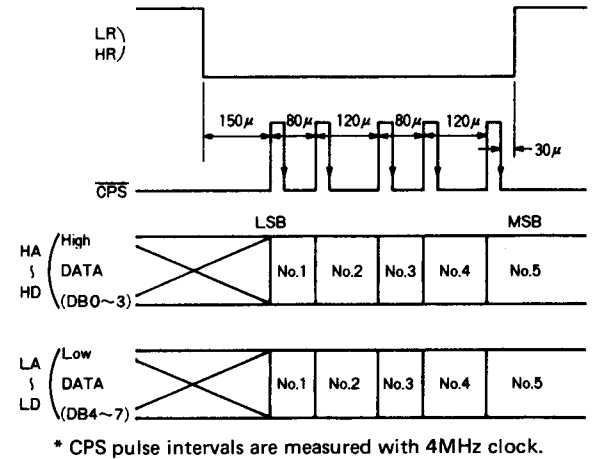 LR
HR
150μ 80μ 120μ 80μ 120μ
30μ
CPS
LSB MSB
HA ~ HD
High
DATA
(DB0~3)
No.1 No.2 No.3 No.4 No.5
LA ~ LD
Low
DATA
(DB4~7)
No.1 No.2 No.3 No.4 No.5
* CPS pulse intervals are measured with 4MHz clock.